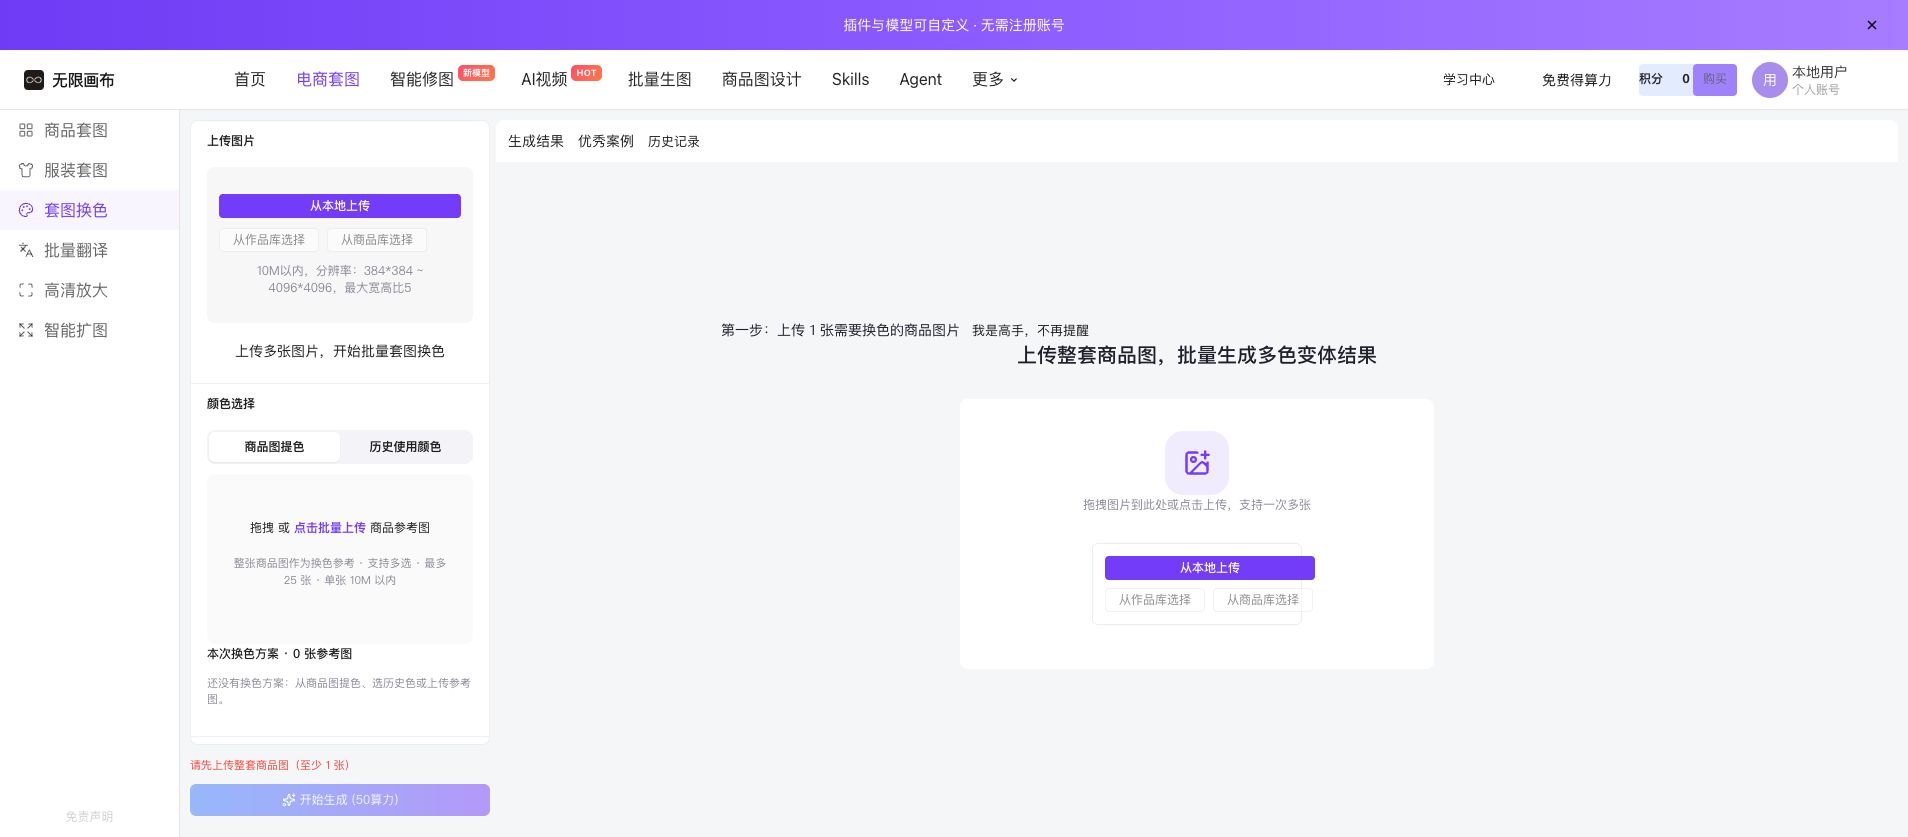 插件与模型可自定义 · 无需注册账号
无限画布
首页
电商套图
智能修图
新模型
AI视频
HOT
批量生图
商品图设计
Skills
Agent
更多
学习中心
免费得算力
积分 0
购买
用
本地用户
个人账号
商品套图
服装套图
套图换色
批量翻译
高清放大
智能扩图
免责声明
上传图片
从本地上传
从作品库选择
从商品库选择
10M以内，分辨率：384*384 ~
4096*4096，最大宽高比5
上传多张图片，开始批量套图换色
颜色选择
商品图提色
历史使用颜色
拖拽 或 点击批量上传 商品参考图
整张商品图作为换色参考 · 支持多选 · 最多
25 张 · 单张 10M 以内
本次换色方案 · 0 张参考图
还没有换色方案：从商品图提色、选历史色或上传参考
图。
请先上传整套商品图（至少 1 张）
开始生成 (50算力)
生成结果
优秀案例
历史记录
第一步：上传 1 张需要换色的商品图片
我是高手，不再提醒
上传整套商品图，批量生成多色变体结果
拖拽图片到此处或点击上传，支持一次多张
从本地上传
从作品库选择
从商品库选择